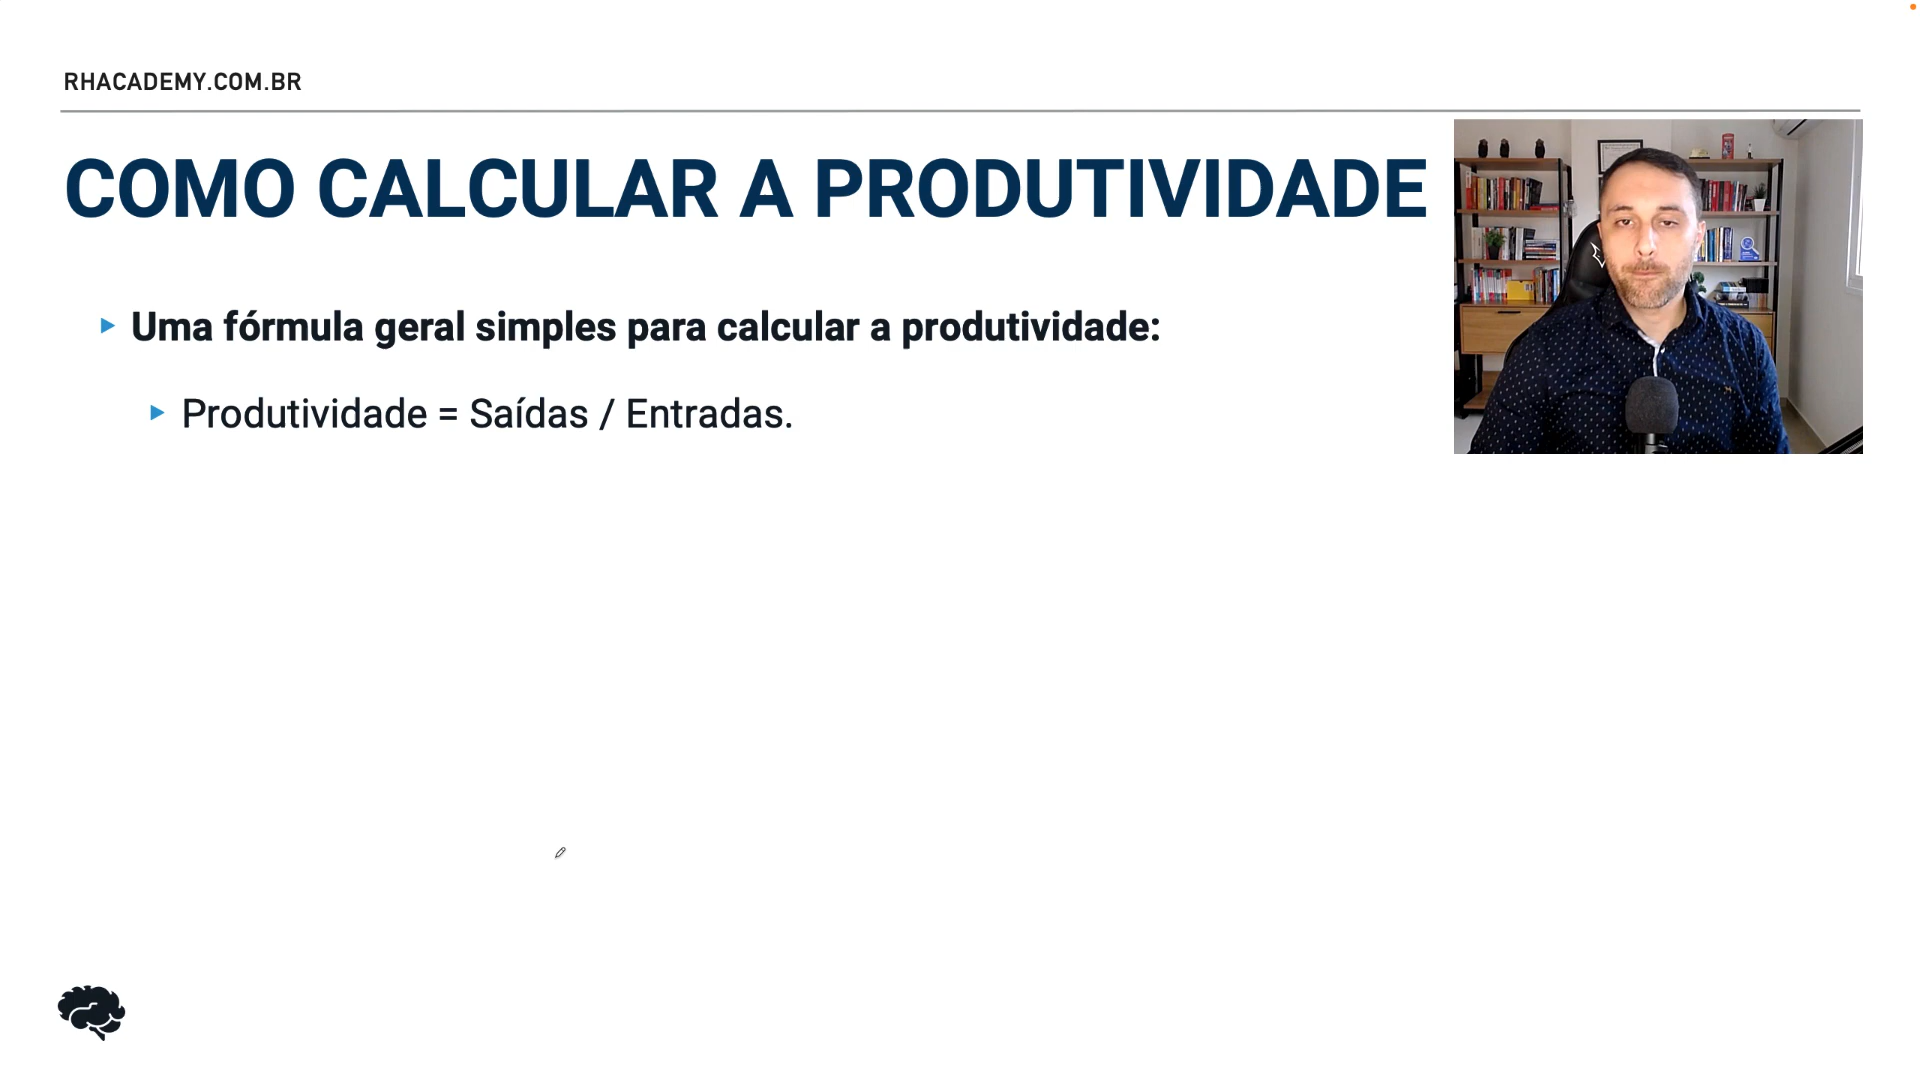 RHACADEMY.COM.BR
COMO CALCULAR A PRODUTIVIDADE
Uma fórmula geral simples para calcular a produtividade:
Produtividade = Saídas / Entradas.